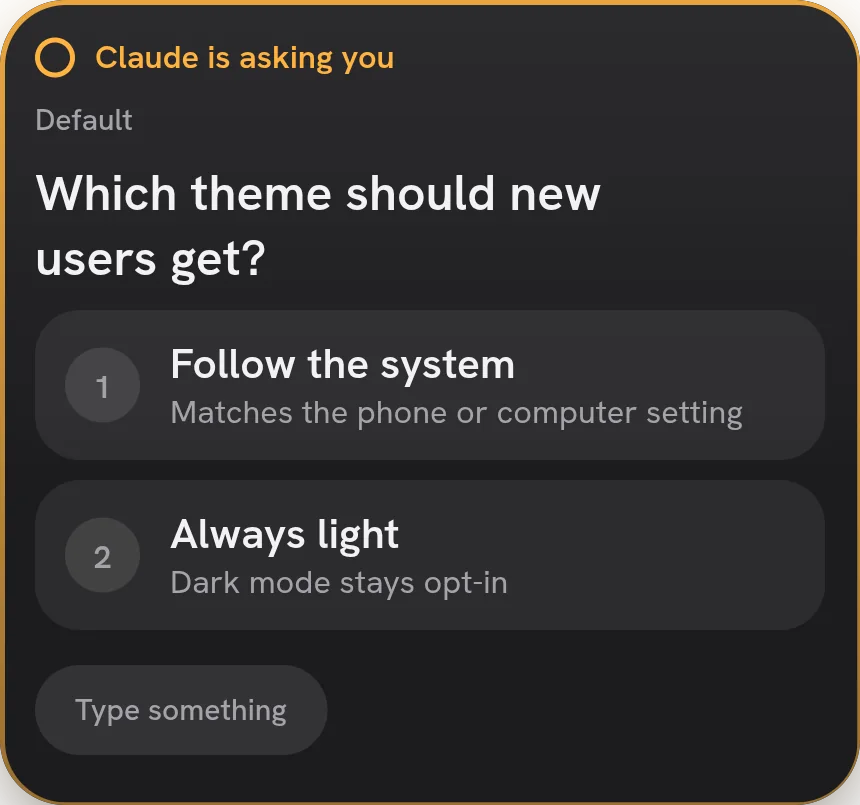 Claude is asking you
Default
Which theme should new
users get?
1
Follow the system
Matches the phone or computer setting
2
Always light
Dark mode stays opt-in
Type something